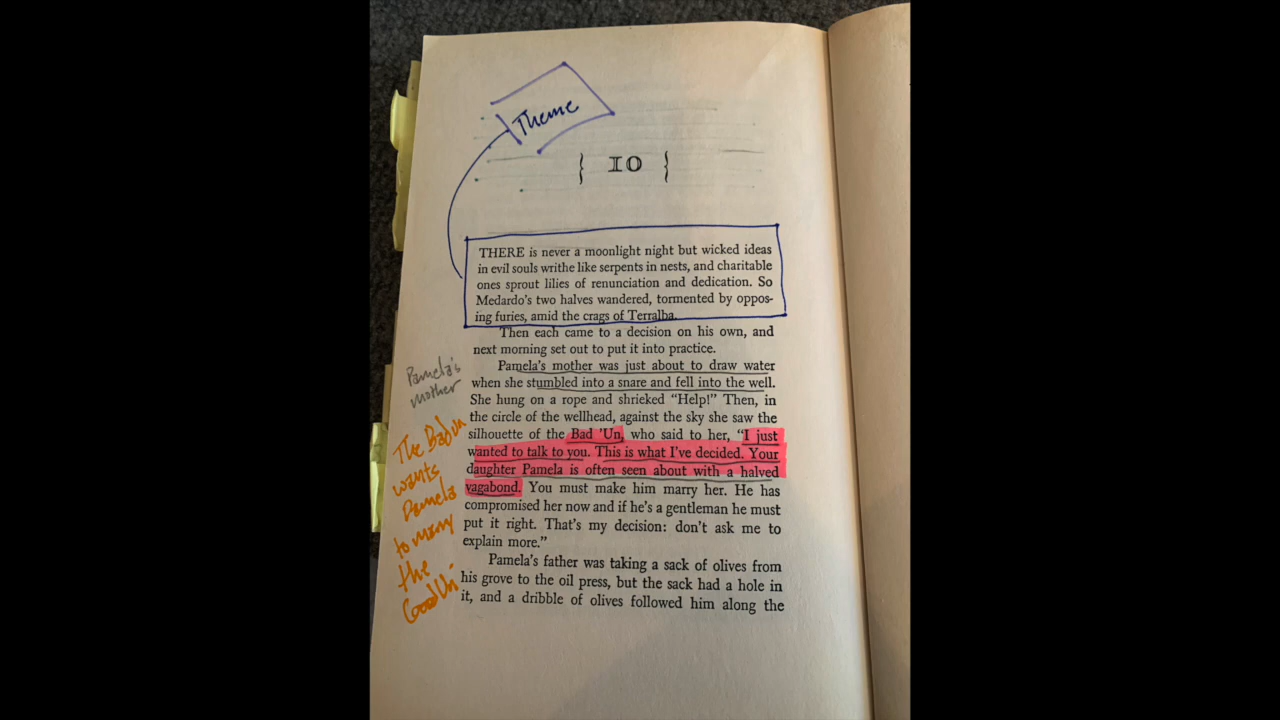 Theme
{ 10 }
THERE is never a moonlight night but wicked ideas
in evil souls writhe like serpents in nests, and charitable
ones sprout lilies of renunciation and dedication. So
Medardo's two halves wandered, tormented by oppos-
ing furies, amid the crags of Terralba.
Then each came to a decision on his own, and
next morning set out to put it into practice.
Pamela's mother was just about to draw water
when she stumbled into a snare and fell into the well.
She hung on a rope and shrieked "Help!" Then, in
the circle of the wellhead, against the sky she saw the
silhouette of the Bad 'Un, who said to her, "I just
wanted to talk to you. This is what I've decided. Your
daughter Pamela is often seen about with a halved
vagabond. You must make him marry her. He has
compromised her now and if he's a gentleman he must
put it right. That's my decision: don't ask me to
explain more."
Pamela's father was taking a sack of olives from
his grove to the oil press, but the sack had a hole in
it, and a dribble of olives followed him along the
Pamela's
mother
The Bad Un
wants
Pamela
to marry
the
Good Un